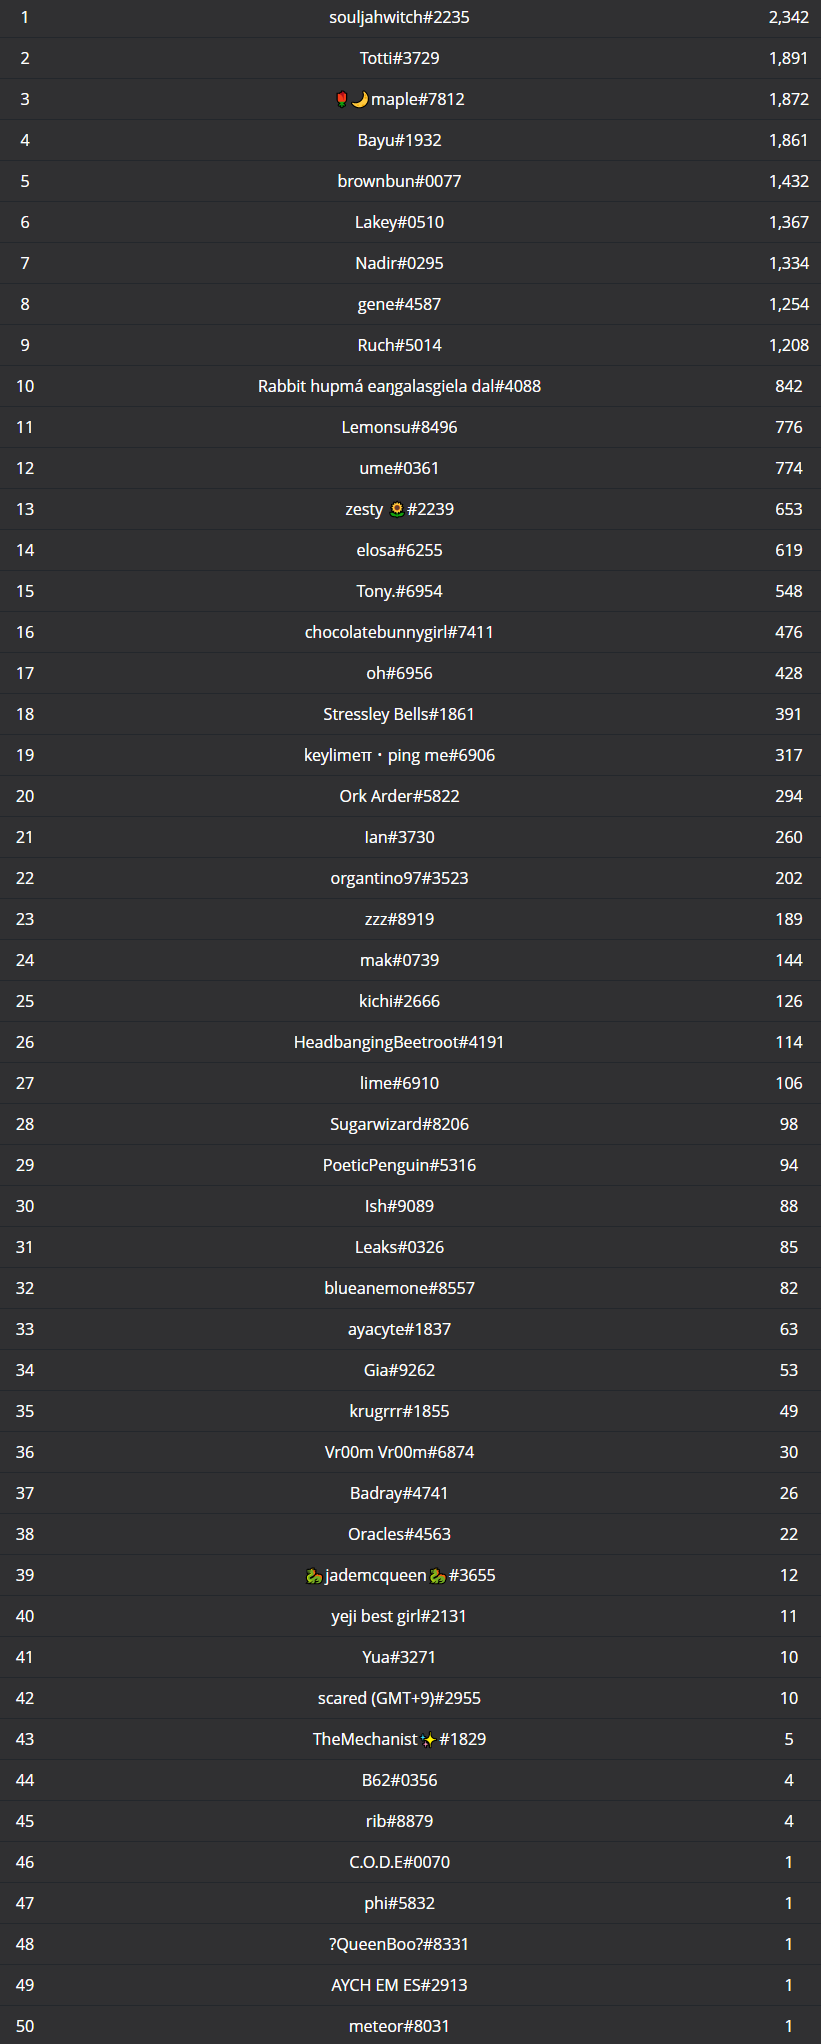 1 souljahwitch#2235 2,342
2 Totti#3729 1,891
3 🌹🌙maple#7812 1,872
4 Bayu#1932 1,861
5 brownbun#0077 1,432
6 Lakey#0510 1,367
7 Nadir#0295 1,334
8 gene#4587 1,254
9 Ruch#5014 1,208
10 Rabbit hupmá eaŋgalasgiela dal#4088 842
11 Lemonsu#8496 776
12 ume#0361 774
13 zesty 🌻#2239 653
14 elosa#6255 619
15 Tony.#6954 548
16 chocolatebunnygirl#7411 476
17 oh#6956 428
18 Stressley Bells#1861 391
19 keylimeπ・ping me#6906 317
20 Ork Arder#5822 294
21 Ian#3730 260
22 organtino97#3523 202
23 zzz#8919 189
24 mak#0739 144
25 kichi#2666 126
26 HeadbangingBeetroot#4191 114
27 lime#6910 106
28 Sugarwizard#8206 98
29 PoeticPenguin#5316 94
30 Ish#9089 88
31 Leaks#0326 85
32 blueanemone#8557 82
33 ayacyte#1837 63
34 Gia#9262 53
35 krugrrr#1855 49
36 Vr00m Vr00m#6874 30
37 Badray#4741 26
38 Oracles#4563 22
39 🐉jademcqueen🐉#3655 12
40 yeji best girl#2131 11
41 Yua#3271 10
42 scared (GMT+9)#2955 10
43 TheMechanist✨#1829 5
44 B62#0356 4
45 rib#8879 4
46 C.O.D.E#0070 1
47 phi#5832 1
48 ?QueenBoo?#8331 1
49 AYCH EM ES#2913 1
50 meteor#8031 1